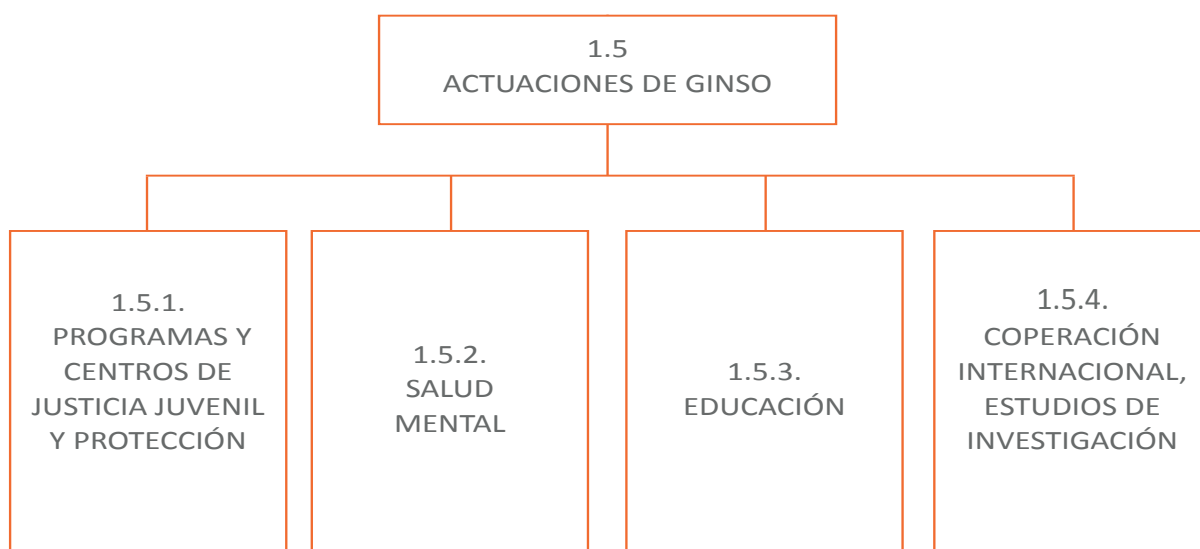 1.5
ACTUACIONES DE GINSO
1.5.1.
PROGRAMAS Y
CENTROS DE
JUSTICIA JUVENIL
Y PROTECCIÓN
1.5.2.
SALUD
MENTAL
1.5.3.
EDUCACIÓN
1.5.4.
COPERACIÓN
INTERNACIONAL,
ESTUDIOS DE
INVESTIGACIÓN